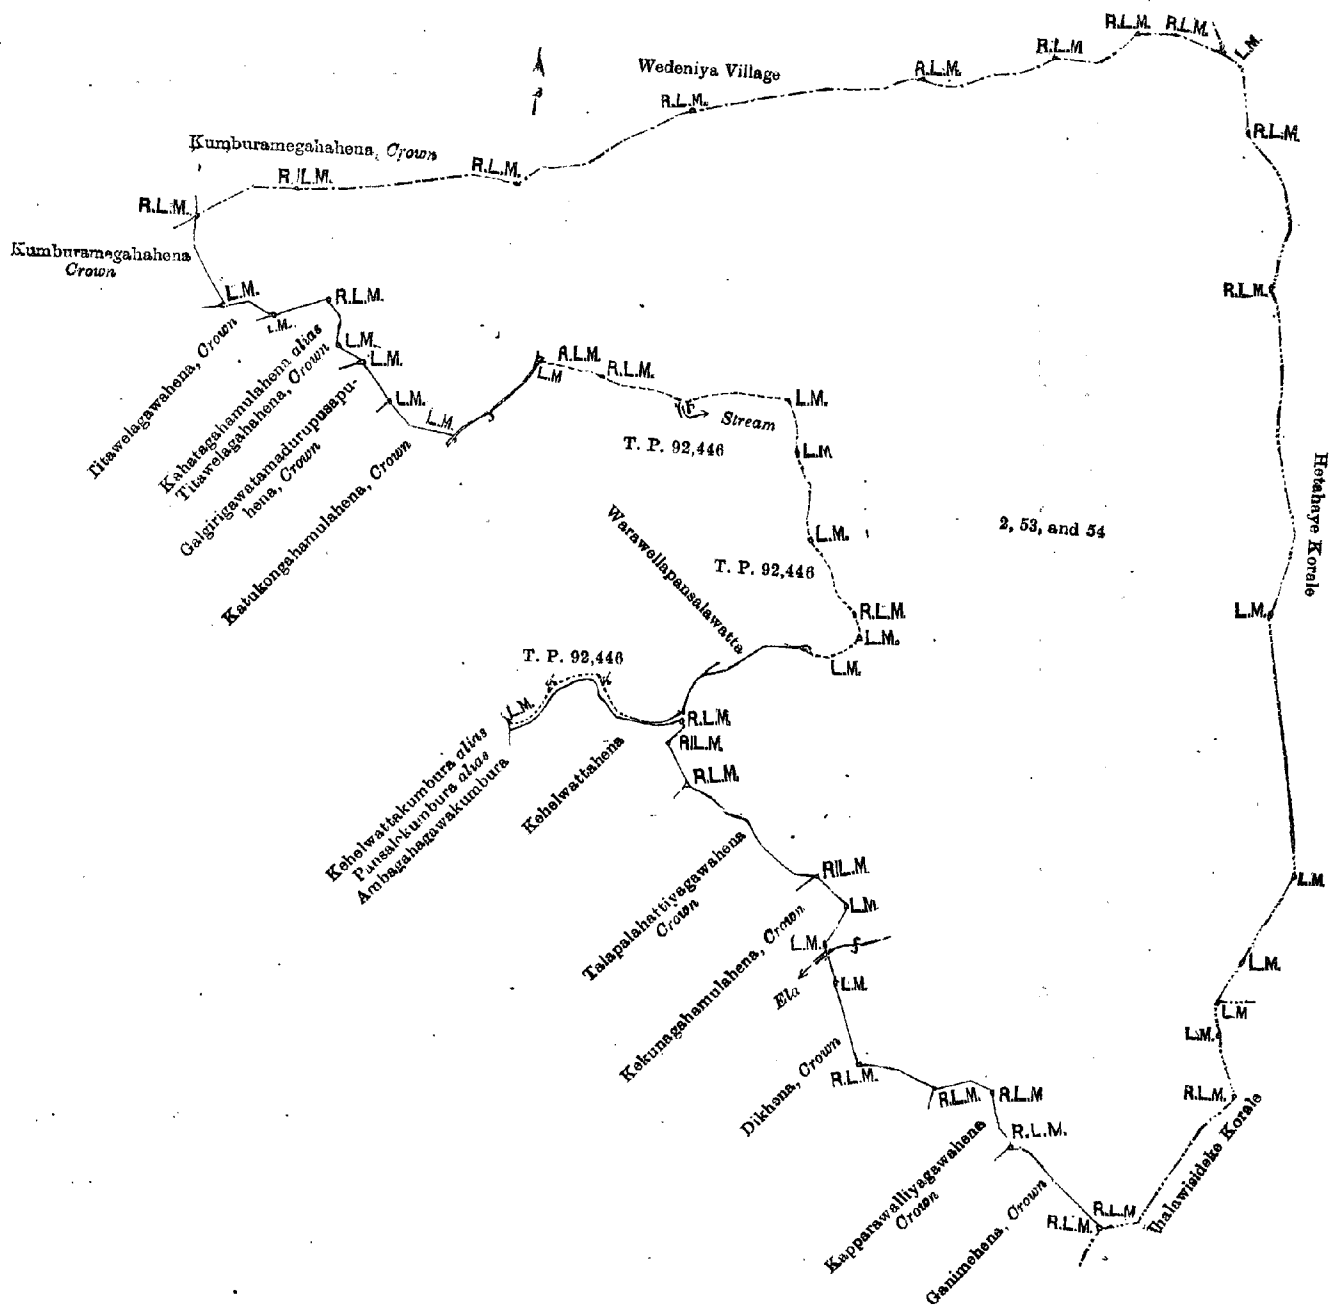 R.L.M. R.L.M.
L.M.
R.L.M
Wedeniya Village
R.L.M.
R.L.M.
R.L.M.
Kumburamegahahena, Crown
R.L.M.
R.L.M.
R.L.M.
Kumburamegahahena
Crown
L.M.
R.L.M.
R.L.M.
L.M.
Titawelagawahena, Crown
Kahatagahamulahena alias
Titawelagahahena, Crown
L.M.
L.M.
Galgirigawatamadurupusapu-
hena, Crown
L.M.
L.M.
Katukongahamulahena, Crown
L.M
R.L.M.
R.L.M.
Stream
L.M.
T. P. 92,446
L.M
Hetahaye Korale
2, 53, and 54
L.M.
T. P. 92,446
Warawellapansalawatta
R.L.M.
L.M.
L.M.
L.M.
T. P. 92,446
L.M.
R.L.M.
R.L.M.
R.L.M.
Kehelwattakumbura alias
Pansalakumbura alias
Ambagahagawakumbura
Kehelwattahena
Talapalahattiyagawahena
Crown
R.L.M.
L.M.
L.M.
L.M.
Kekunagahamulahena, Crown
Ela
L.M.
L.M.
L.M
L.M.
Dikhena, Crown
R.L.M.
R.L.M.
R.L.M
R.L.M.
Kapparawalliyagawahena
Crown
R.L.M.
Ganimehena, Crown
R.L.M.
R.L.M
Ihalawisideke Korale